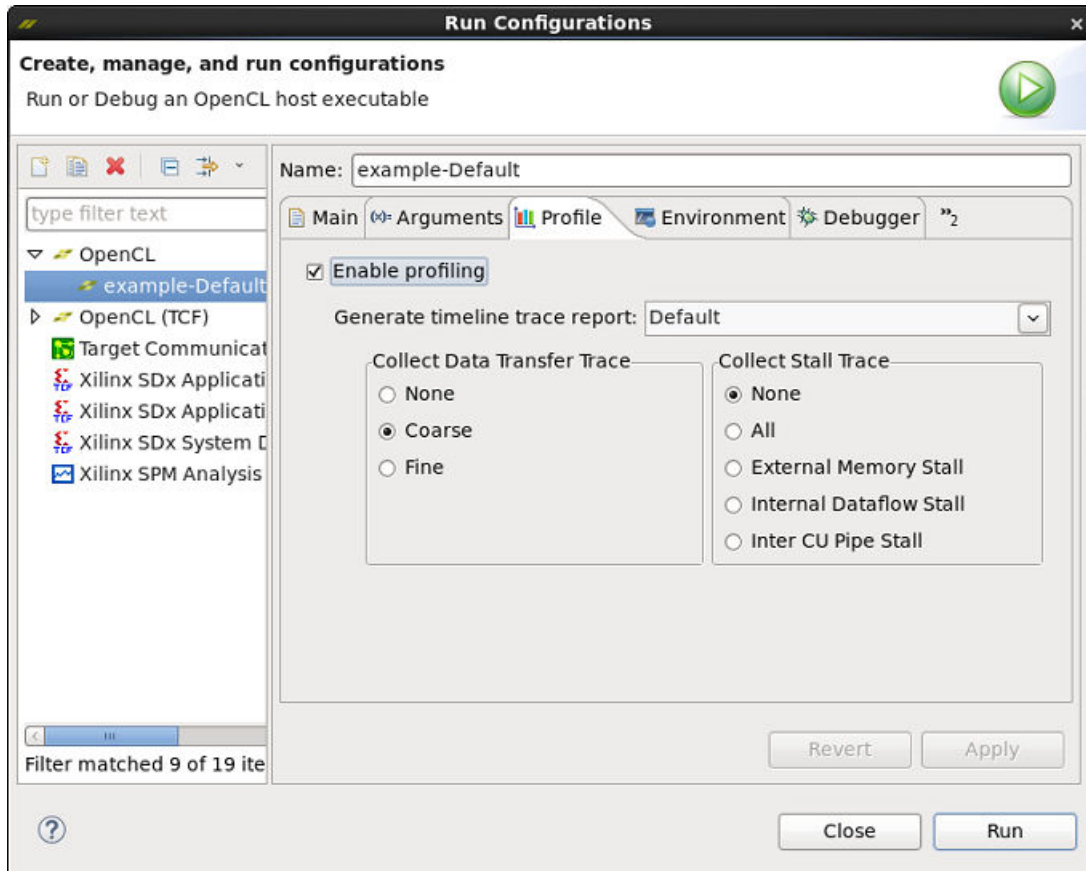 Run Configurations
Create, manage, and run configurations
Run or Debug an OpenCL host executable
type filter text
OpenCL
example-Default
OpenCL (TCF)
Target Communicat
Xilinx SDx Applicati
Xilinx SDx Applicati
Xilinx SDx System D
Xilinx SPM Analysis
Filter matched 9 of 19 ite
Name: example-Default
Main (x)= Arguments Profile Environment Debugger »2
Enable profiling
Generate timeline trace report: Default
Collect Data Transfer Trace
None
Coarse
Fine
Collect Stall Trace
None
All
External Memory Stall
Internal Dataflow Stall
Inter CU Pipe Stall
Revert Apply
? Close Run